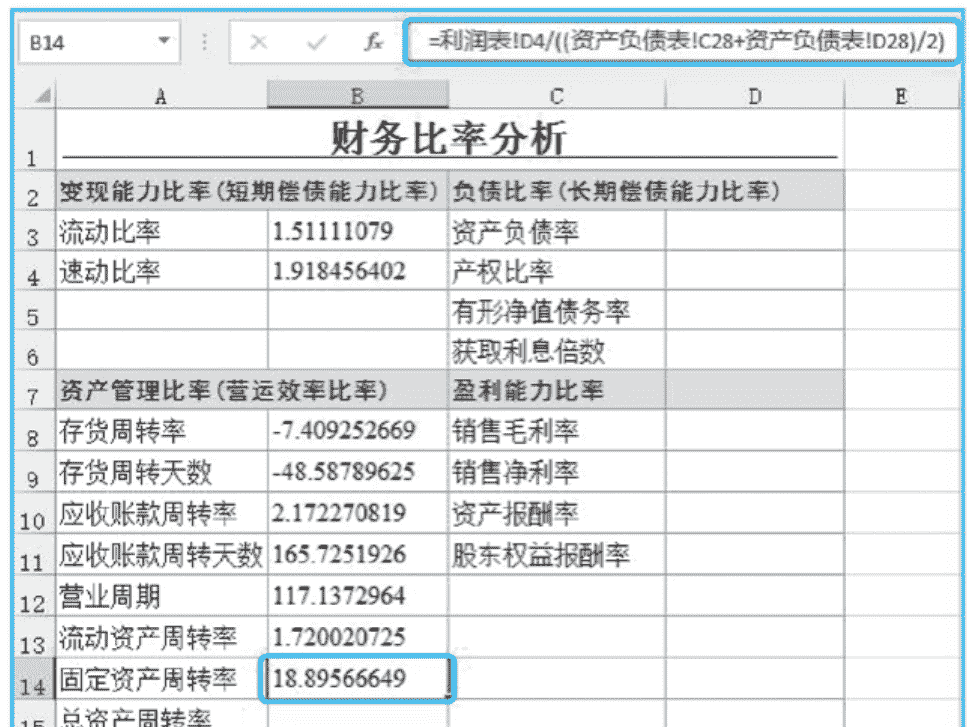 B14 =利润表!D4/((资产负债表!C28+资产负债表!D28)/2)
A B C D E
1 财务比率分析
2 变现能力比率(短期偿债能力比率) 负债比率(长期偿债能力比率)
3 流动比率 1.51111079 资产负债率
4 速动比率 1.918456402 产权比率
5 有形净值债务率
6 获取利息倍数
7 资产管理比率(营运效率比率) 盈利能力比率
8 存货周转率 -7.409252669 销售毛利率
9 存货周转天数 -48.58789625 销售净利率
10 应收账款周转率 2.172270819 资产报酬率
11 应收账款周转天数 165.7251926 股东权益报酬率
12 营业周期 117.1372964
13 流动资产周转率 1.720020725
14 固定资产周转率 18.89566649
15 总资产周转率